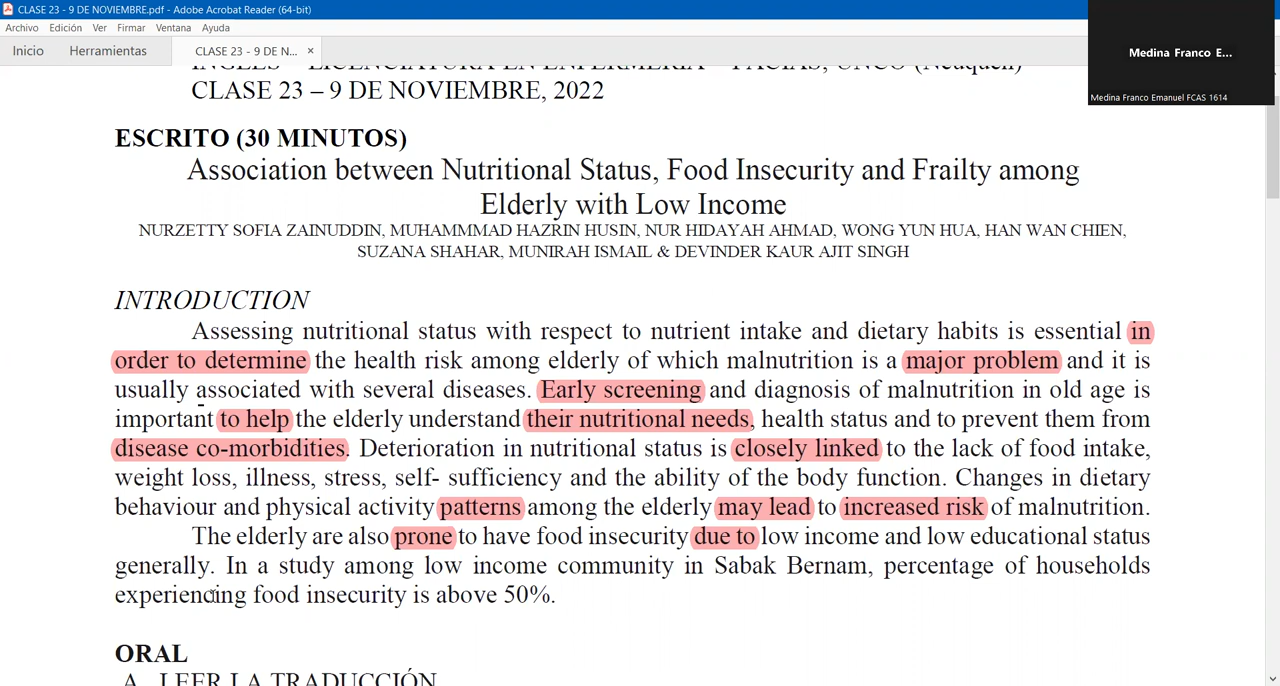 CLASE 23 - 9 DE NOVIEMBRE.pdf - Adobe Acrobat Reader (64-bit)
Archivo Edición Ver Firmar Ventana Ayuda
Inicio Herramientas CLASE 23 - 9 DE N... ×
Medina Franco E...
Medina Franco Emanuel FCAS 1614
INGLÉS – LICENCIATURA EN ENFERMERÍA – FACIAS, UNCO (Neuquén)
CLASE 23 – 9 DE NOVIEMBRE, 2022
ESCRITO (30 MINUTOS)
Association between Nutritional Status, Food Insecurity and Frailty among
Elderly with Low Income
NURZETTY SOFIA ZAINUDDIN, MUHAMMMAD HAZRIN HUSIN, NUR HIDAYAH AHMAD, WONG YUN HUA, HAN WAN CHIEN,
SUZANA SHAHAR, MUNIRAH ISMAIL & DEVINDER KAUR AJIT SINGH
INTRODUCTION
Assessing nutritional status with respect to nutrient intake and dietary habits is essential in
order to determine the health risk among elderly of which malnutrition is a major problem and it is
usually associated with several diseases. Early screening and diagnosis of malnutrition in old age is
important to help the elderly understand their nutritional needs, health status and to prevent them from
disease co-morbidities. Deterioration in nutritional status is closely linked to the lack of food intake,
weight loss, illness, stress, self- sufficiency and the ability of the body function. Changes in dietary
behaviour and physical activity patterns among the elderly may lead to increased risk of malnutrition.
The elderly are also prone to have food insecurity due to low income and low educational status
generally. In a study among low income community in Sabak Bernam, percentage of households
experiencing food insecurity is above 50%.
ORAL
A. LEER LA TRADUCCIÓN